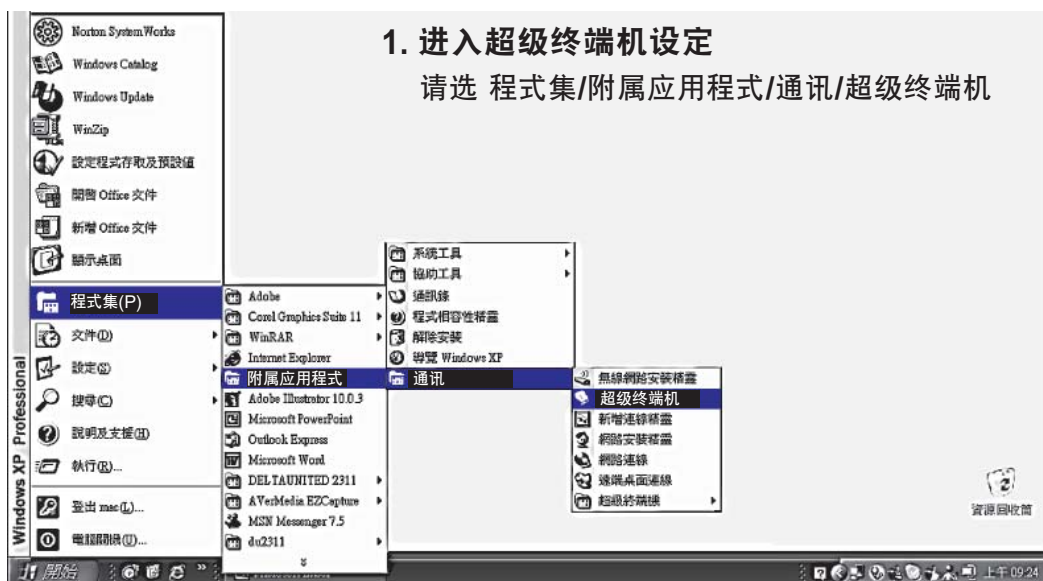 1. 进入超级终端机设定
请选 程式集/附属应用程式/通讯/超级终端机
Norton SystemWorks
Windows Catalog
Windows Update
WinZip
設定程式存取及預設值
開啟 Office 文件
新增 Office 文件
顯示桌面
程式集(P)
文件(D)
設定(S)
搜尋(C)
說明及支援(H)
執行(R)...
登出 mac(L)...
電腦關機(U)...
Windows XP Professional
Adobe
Corel Graphics Suite 11
WinRAR
Internet Explorer
附属应用程式
Adobe Illustrator 10.0.3
Microsoft PowerPoint
Outlook Express
Microsoft Word
DELTAUNITED 2311
AVerMedia EZCapture
MSN Messenger 7.5
du2311
系統工具
協助工具
通訊錄
程式相容性精靈
解除安裝
導覽 Windows XP
通讯
無線網路安裝精靈
超级终端机
新增連線精靈
網路安裝精靈
網路連線
遠端桌面連線
超級終端機
資源回收筒
開始
上午 09:24